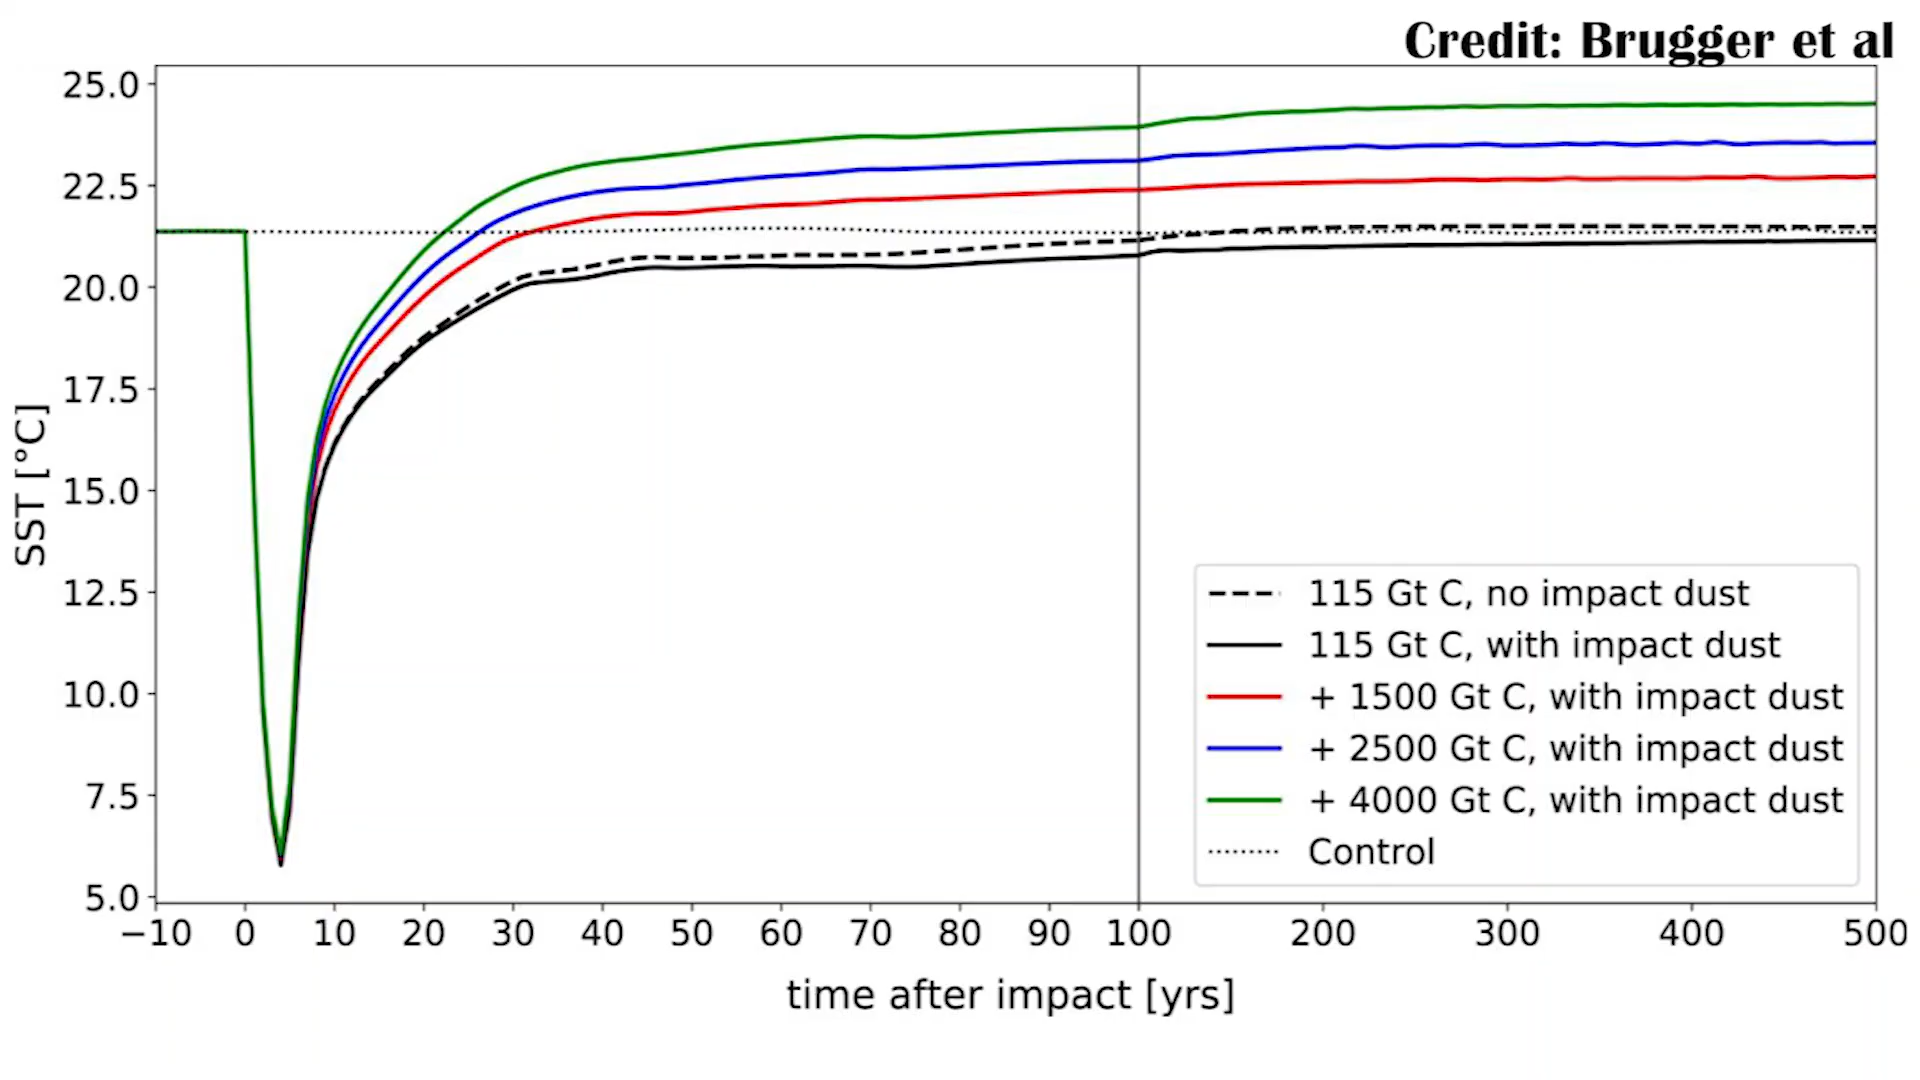 Credit: Brugger et al
25.0
22.5
20.0
17.5
15.0
12.5
10.0
7.5
5.0
SST [°C]
−10 0 10 20 30 40 50 60 70 80 90 100 200 300 400 500
time after impact [yrs]
115 Gt C, no impact dust
115 Gt C, with impact dust
+ 1500 Gt C, with impact dust
+ 2500 Gt C, with impact dust
+ 4000 Gt C, with impact dust
Control